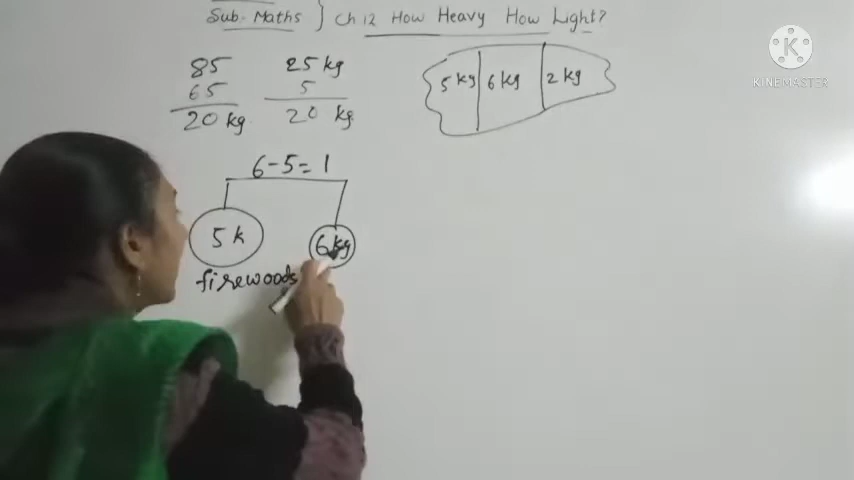 Sub- Maths } Ch 12 How Heavy How Light?
85
65
20 kg
25 kg
5
20 kg
5 kg 6 kg 2 kg
6-5=1
5 k
6 kg
firewoods
K
KINEMASTER